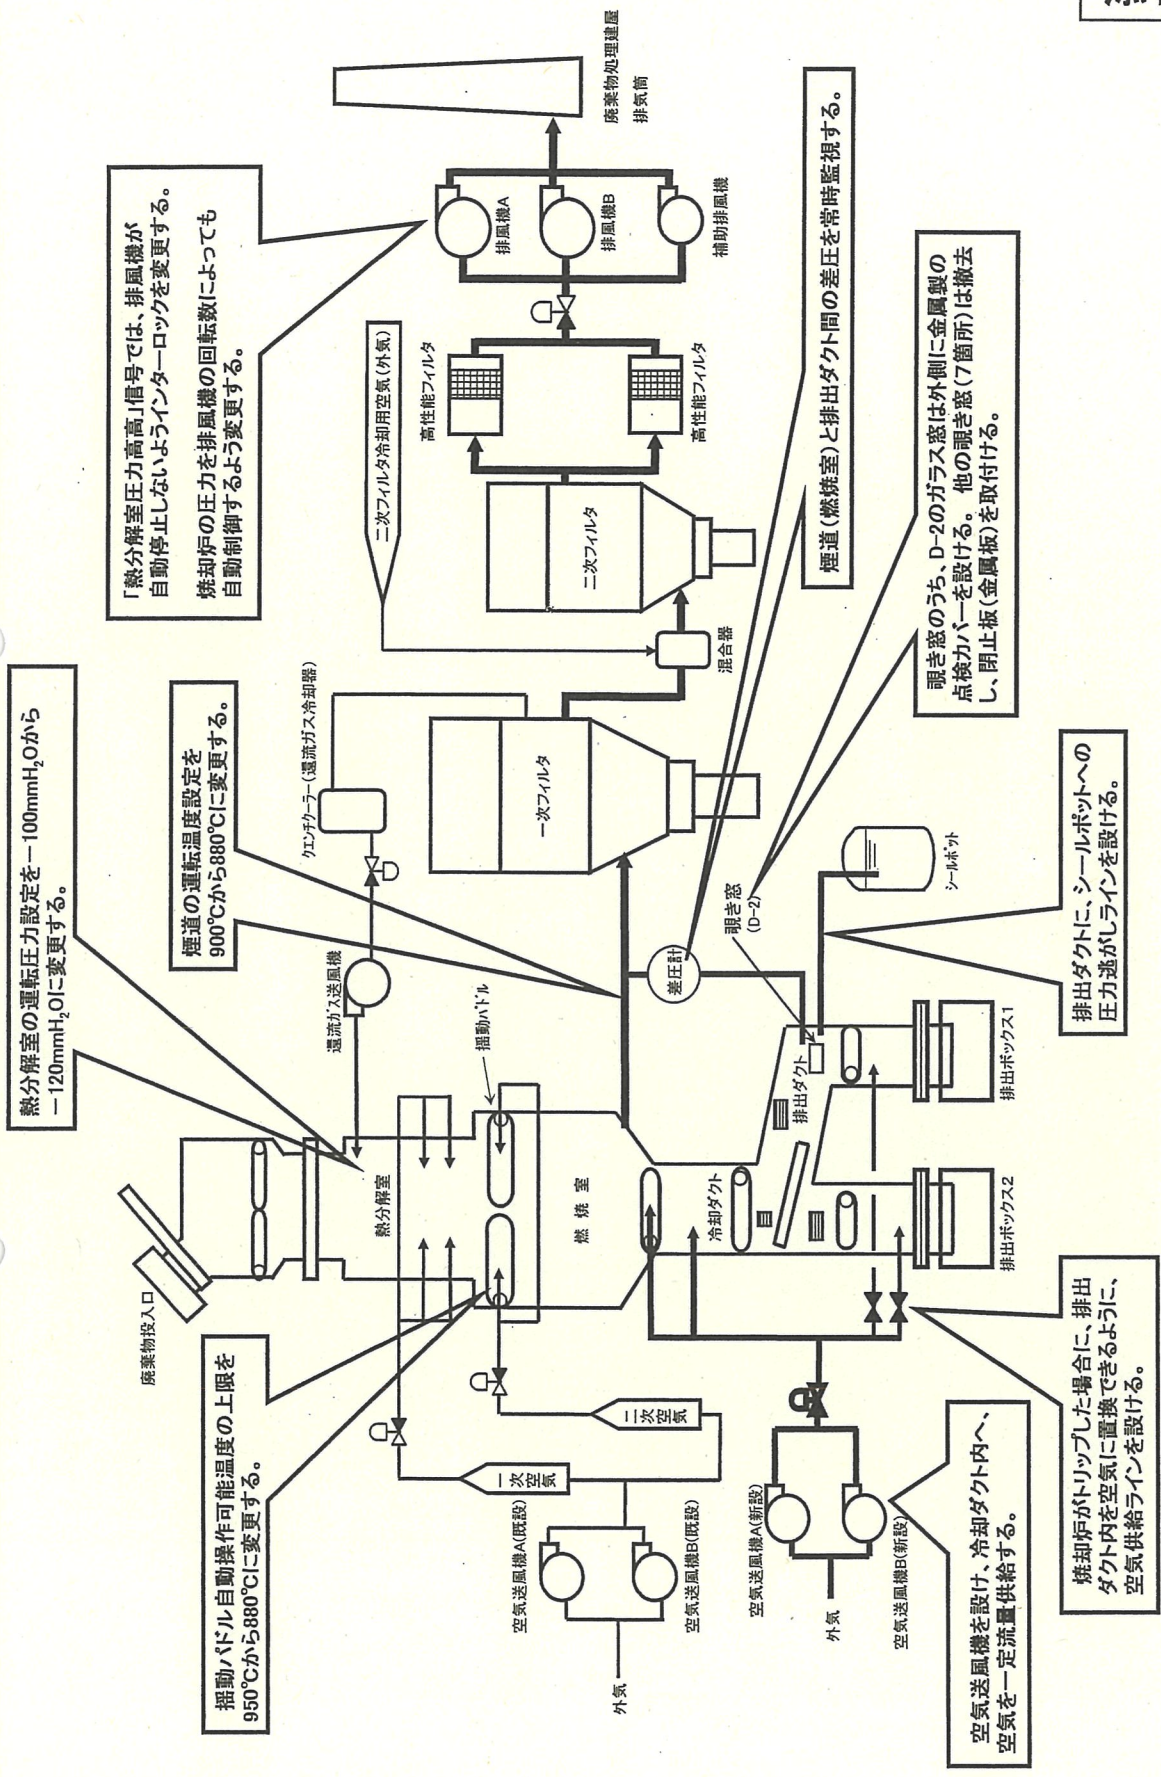 熱分解室の運転圧力設定を－100mmH₂Oから
－120mmH₂Oに変更する。
「熱分解室圧力高高」信号では、排風機が
自動停止しないようインターロックを変更する。
焼却炉の圧力を排風機の回転数によっても
自動制御するよう変更する。
煙道の運転温度設定を
900℃から880℃に変更する。
揺動パドル自動操作可能温度の上限を
950℃から880℃に変更する。
廃棄物投入口
還流ガス送風機
クエンチクーラー(還流ガス冷却器)
二次フィルタ冷却用空気(外気)
廃棄物処理建屋
排気筒
排風機A
排風機B
補助排風機
高性能フィルタ
高性能フィルタ
二次フィルタ
混合器
一次フィルタ
熱分解室
揺動パドル
燃焼室
一次空気
二次空気
空気送風機A(既設)
空気送風機B(既設)
外気
冷却ダクト
排出ダクト
差圧計
覗き窓
(D-2)
シールポット
空気送風機A(新設)
空気送風機B(新設)
外気
排出ボックス2
排出ボックス1
煙道(燃焼室)と排出ダクト間の差圧を常時監視する。
覗き窓のうち、D-2のガラス窓は外側に金属製の
点検カバーを設ける。 他の覗き窓(7箇所)は撤去
し、閉止板(金属板)を取付ける。
排出ダクトに、シールポットへの
圧力逃がしラインを設ける。
焼却炉がトリップした場合に、排出
ダクト内を空気に置換できるように、
空気供給ラインを設ける。
空気送風機を設け、冷却ダクト内へ、
空気を一定流量供給する。